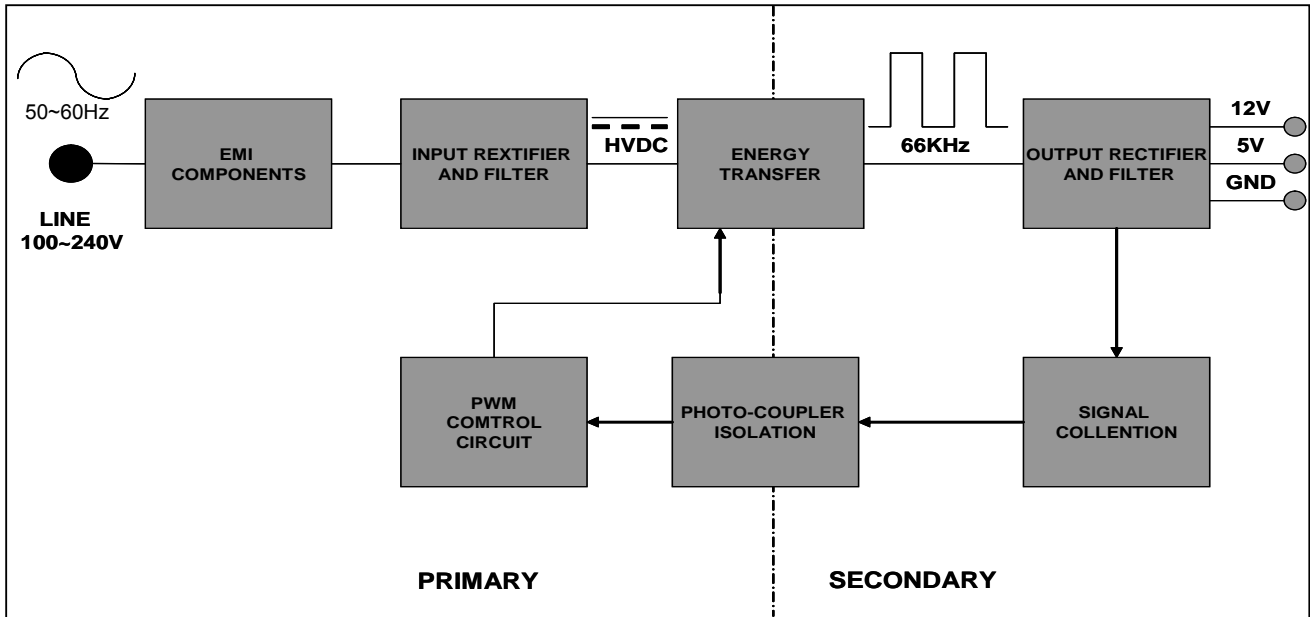 50~60Hz
LINE
100~240V
EMI
COMPONENTS
INPUT REXTIFIER
AND FILTER
HVDC
ENERGY
TRANSFER
66KHz
OUTPUT RECTIFIER
AND FILTER
12V
5V
GND
PWM
COMTROL
CIRCUIT
PHOTO-COUPLER
ISOLATION
SIGNAL
COLLENTION
PRIMARY
SECONDARY